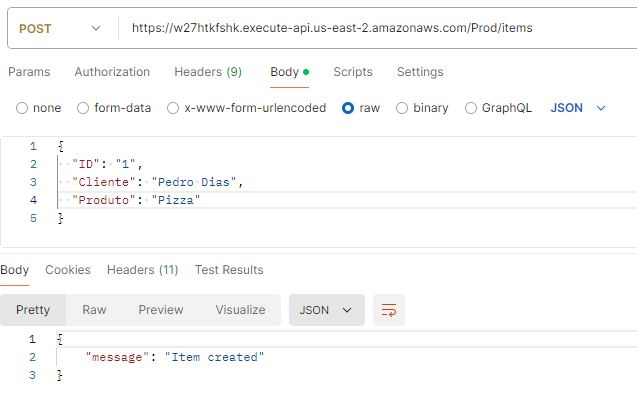 POST https://w27htkfshk.execute-api.us-east-2.amazonaws.com/Prod/items
Params Authorization Headers (9) Body Scripts Settings
none form-data x-www-form-urlencoded raw binary GraphQL JSON
1 {
2 "ID": "1",
3 "Cliente": "Pedro Dias",
4 "Produto": "Pizza"
5 }
Body Cookies Headers (11) Test Results
Pretty Raw Preview Visualize JSON
1 {
2 "message": "Item created"
3 }